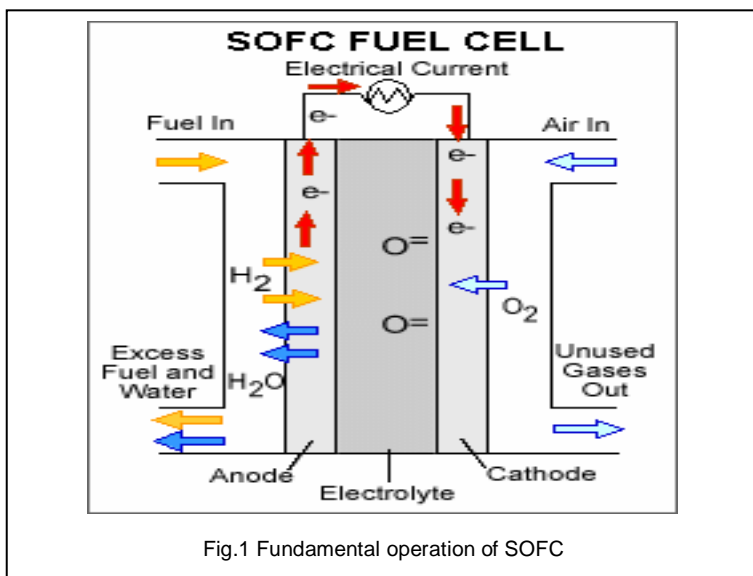 SOFC FUEL CELL
Electrical Current
Fuel In
e-
Air In
e-
e-
e-
H2
O=
O2
O=
Excess
Fuel and
Water
H2O
Unused
Gases
Out
Anode
Electrolyte
Cathode
Fig.1 Fundamental operation of SOFC